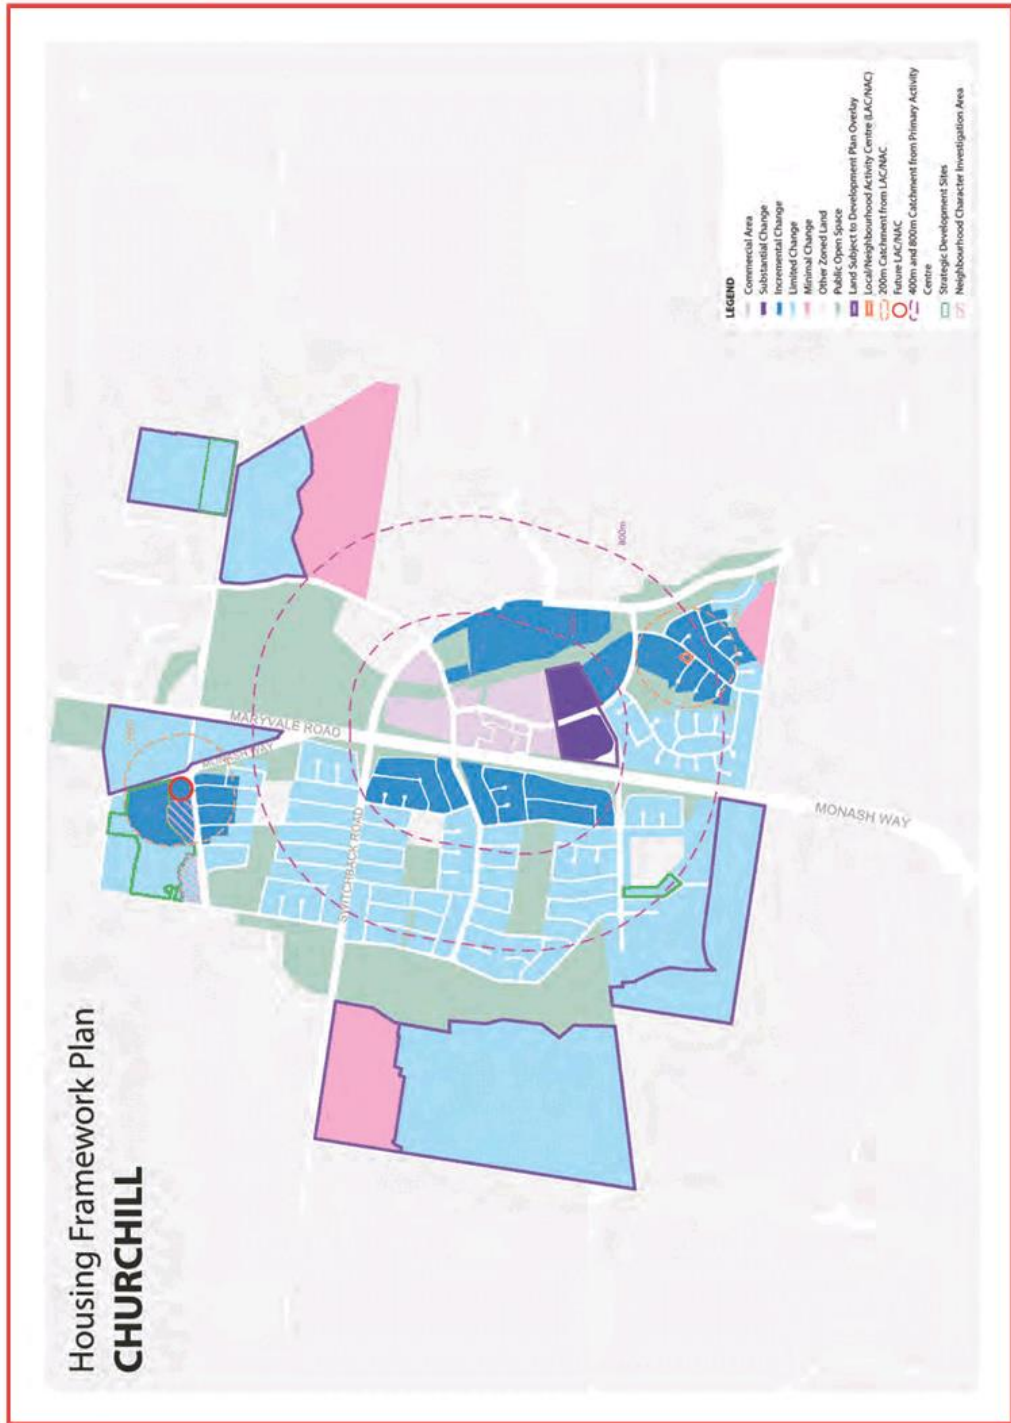 Housing Framework Plan
CHURCHILL
MARYVALE ROAD
MONASH WAY
SWITCHBACK ROAD
800m
MONASH WAY
LEGEND
Commercial Area
Substantial Change
Incremental Change
Limited Change
Minimal Change
Other Zoned Land
Public Open Space
Land Subject to Development Plan Overlay
Local/Neighbourhood Activity Centre (LAC/NAC)
200m Catchment from LAC/NAC
Future LAC/NAC
400m and 800m Catchment from Primary Activity
Centre
Strategic Development Sites
Neighbourhood Character Investigation Area